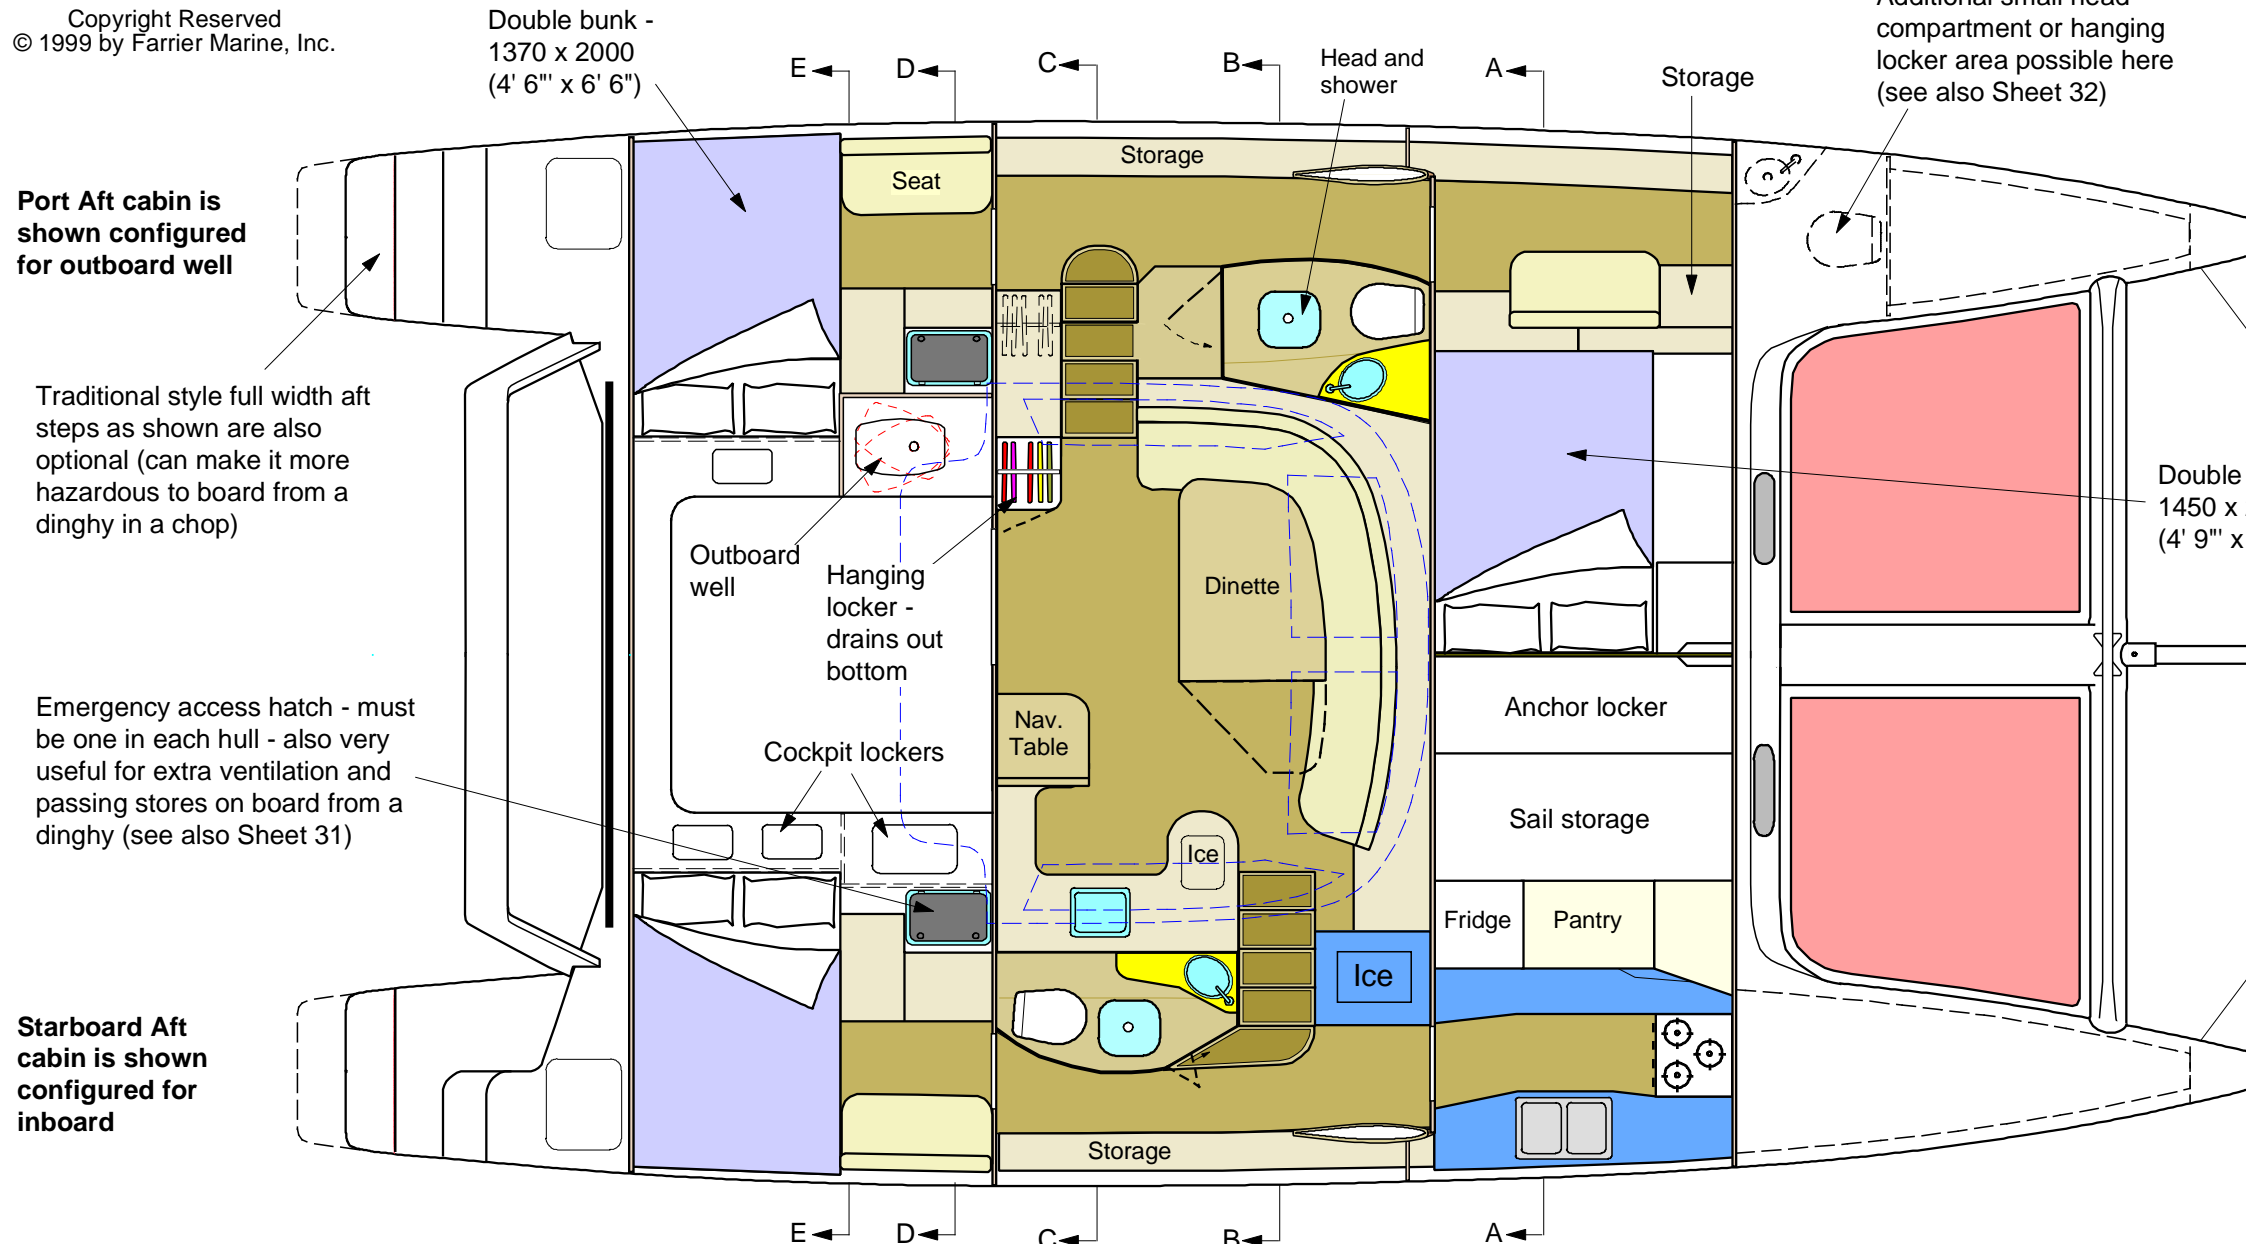 Copyright Reserved
© 1999 by Farrier Marine, Inc.
Double bunk -
1370 x 2000
(4' 6"' x 6' 6")
E
D
C
B
A
Head and
shower
Storage
Additional small head
compartment or hanging
locker area possible here
(see also Sheet 32)
Port Aft cabin is
shown configured
for outboard well
Seat
Storage
Traditional style full width aft
steps as shown are also
optional (can make it more
hazardous to board from a
dinghy in a chop)
Outboard
well
Hanging
locker -
drains out
bottom
Dinette
Double
1450 x
(4' 9"' x
Emergency access hatch - must
be one in each hull - also very
useful for extra ventilation and
passing stores on board from a
dinghy (see also Sheet 31)
Cockpit lockers
Nav.
Table
Anchor locker
Sail storage
Ice
Fridge
Pantry
Ice
Starboard Aft
cabin is shown
configured for
inboard
Storage
E
D
C
B
A